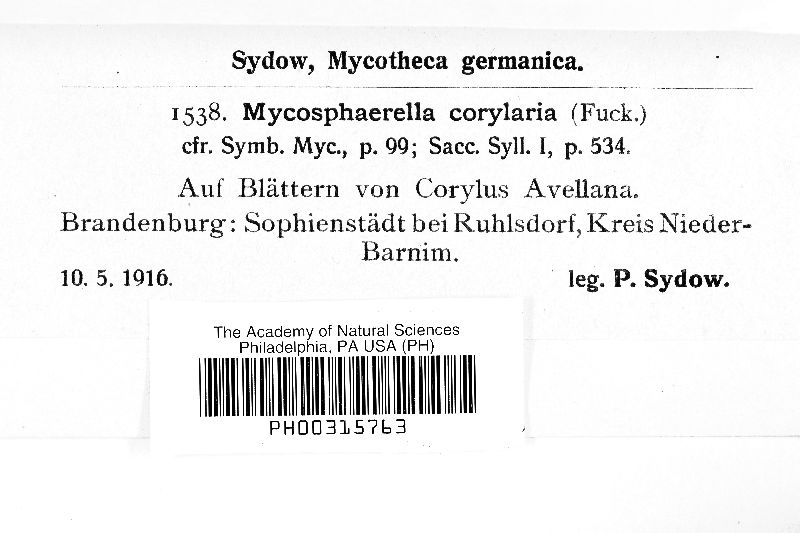 Sydow, Mycotheca germanica.
1538. Mycosphaerella corylaria (Fuck.)
cfr. Symb. Myc., p. 99; Sacc. Syll. I, p. 534.
Auf Blättern von Corylus Avellana.
Brandenburg: Sophienstädt bei Ruhlsdorf, Kreis Nieder-
Barnim.
10. 5. 1916. leg. P. Sydow.
The Academy of Natural Sciences
Philadelphia, PA USA (PH)
PH00315763